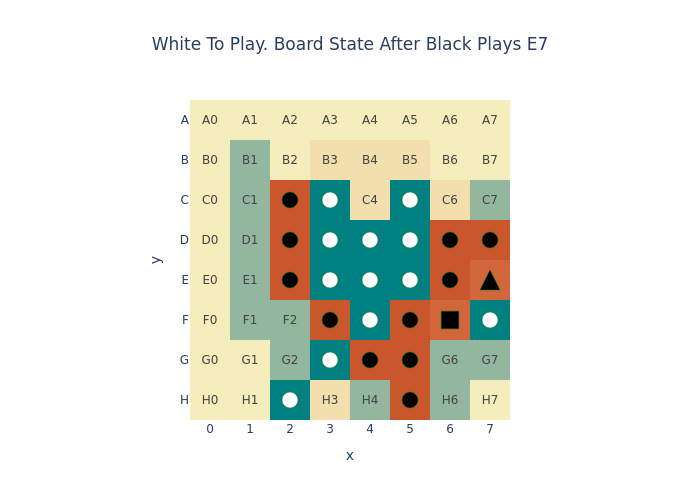 White To Play. Board State After Black Plays E7
A A0 A1 A2 A3 A4 A5 A6 A7
B B0 B1 B2 B3 B4 B5 B6 B7
C C0 C1 C4 C6 C7
D D0 D1
y
E E0 E1
F F0 F1 F2
G G0 G1 G2 G6 G7
H H0 H1 H3 H4 H6 H7
0 1 2 3 4 5 6 7
x